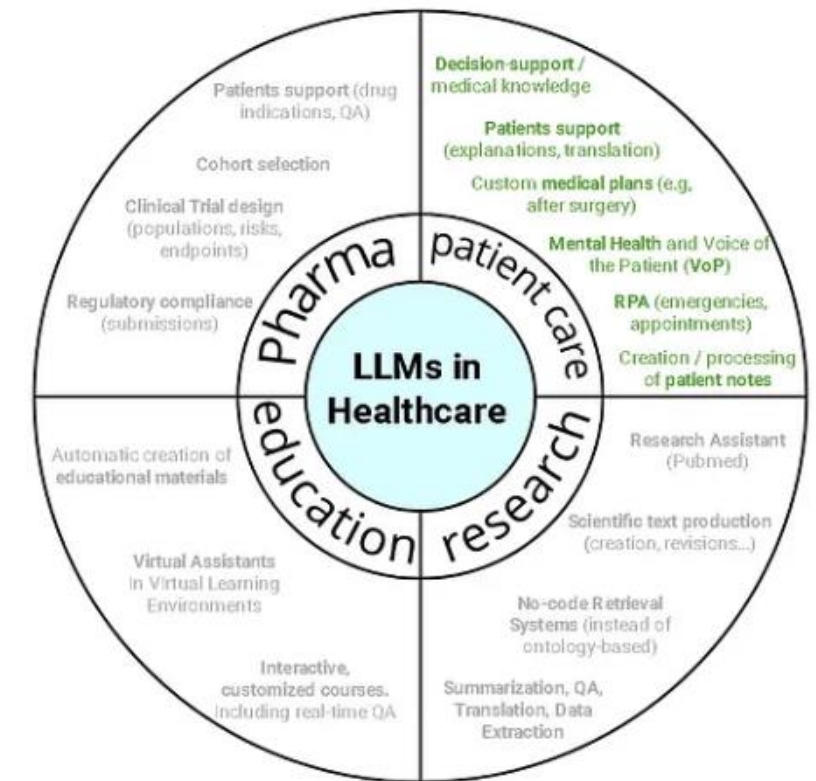 LLMs in
Healthcare
Pharma
Patients support (drug
indications, QA)
Cohort selection
Clinical Trial design
(populations, risks,
endpoints)
Regulatory compliance
(submissions)
patient care
Decision-support /
medical knowledge
Patients support
(explanations, translation)
Custom medical plans (e.g,
after surgery)
Mental Health and Voice of
the Patient (VoP)
RPA (emergencies,
appointments)
Creation / processing
of patient notes
education
Automatic creation of
educational materials
Virtual Assistants
in Virtual Learning
Environments
Interactive,
customized courses.
Including real-time QA
research
Research Assistant
(Pubmed)
Scientific text production
(creation, revisions...)
No-code Retrieval
Systems (instead of
ontology-based)
Summarization, QA,
Translation, Data
Extraction